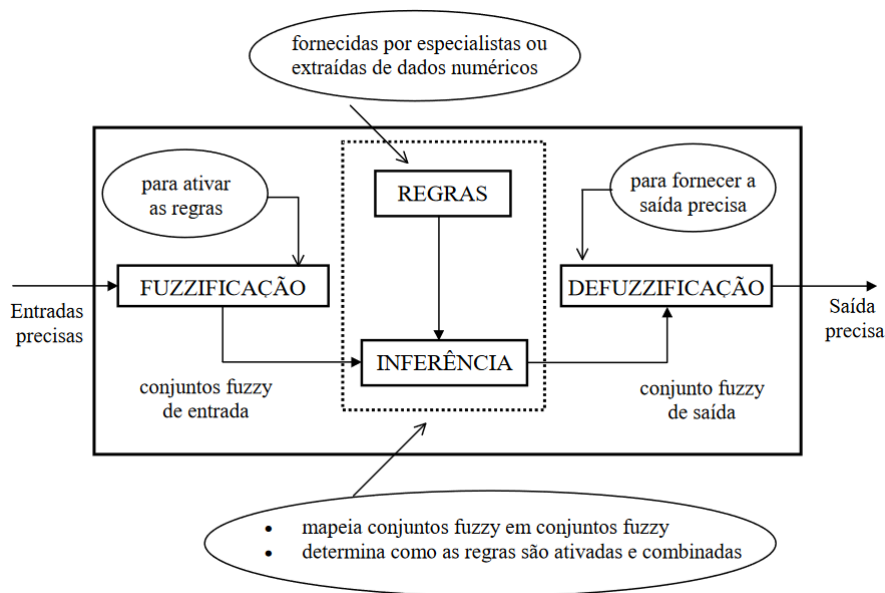 fornecidas por especialistas ou
extraídas de dados numéricos
para ativar
as regras
REGRAS
para fornecer a
saída precisa
FUZZIFICAÇÃO
DEFUZZIFICAÇÃO
Entradas
precisas
Saída
precisa
INFERÊNCIA
conjuntos fuzzy
de entrada
conjunto fuzzy
de saída
• mapeia conjuntos fuzzy em conjuntos fuzzy
• determina como as regras são ativadas e combinadas